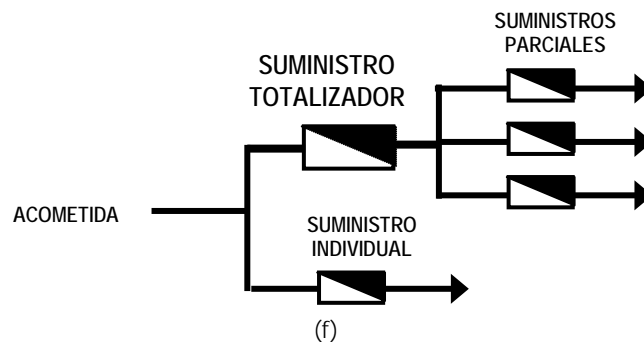 SUMINISTROS
PARCIALES
SUMINISTRO
TOTALIZADOR
ACOMETIDA
SUMINISTRO
INDIVIDUAL
(f)